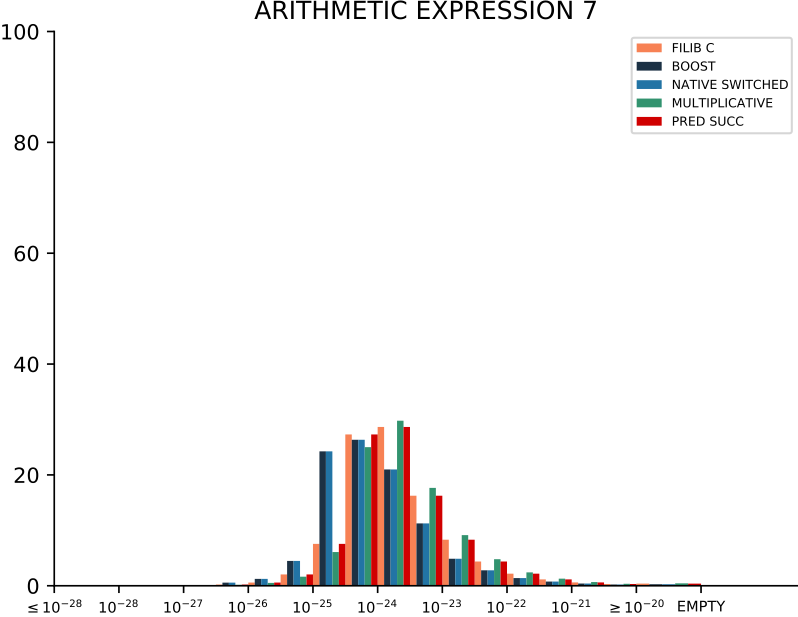 ARITHMETIC EXPRESSION 7
100
80
60
40
20
0
FILIB C
BOOST
NATIVE SWITCHED
MULTIPLICATIVE
PRED SUCC
≤10⁻²⁸ 10⁻²⁸ 10⁻²⁷ 10⁻²⁶ 10⁻²⁵ 10⁻²⁴ 10⁻²³ 10⁻²² 10⁻²¹ ≥10⁻²⁰ EMPTY